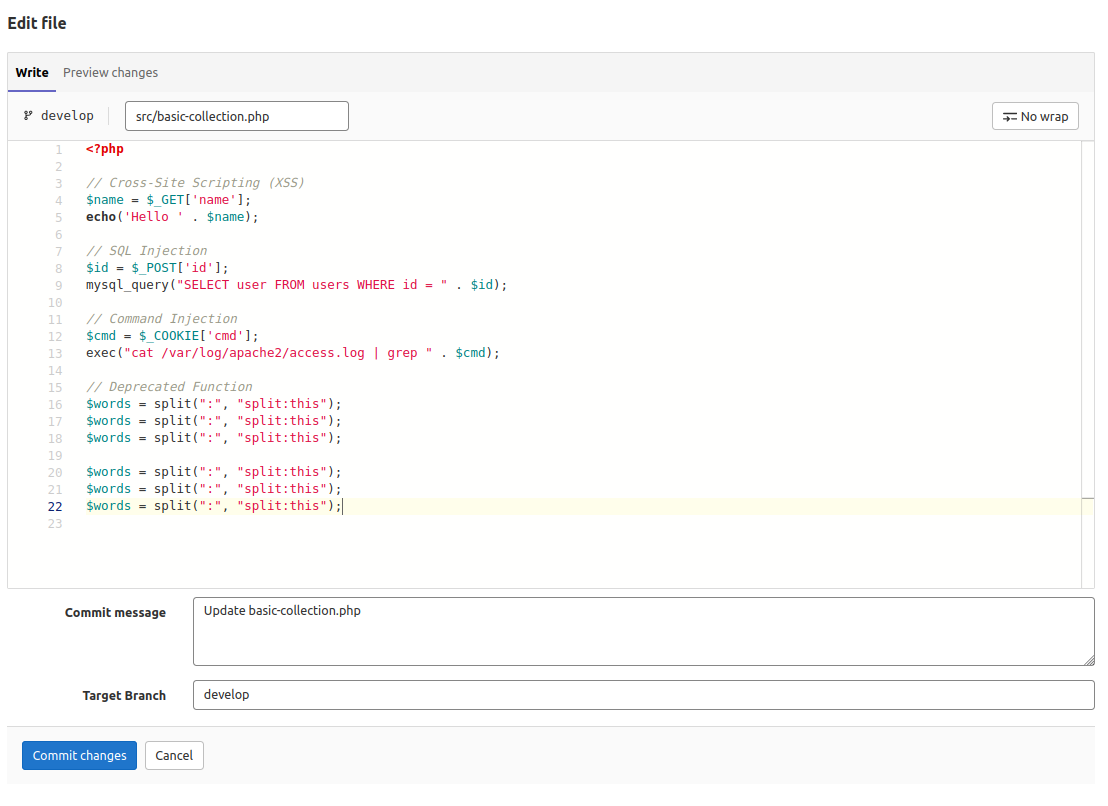 Edit file
Write Preview changes
develop src/basic-collection.php No wrap
1 <?php
2
3 // Cross-Site Scripting (XSS)
4 $name = $_GET['name'];
5 echo('Hello ' . $name);
6
7 // SQL Injection
8 $id = $_POST['id'];
9 mysql_query("SELECT user FROM users WHERE id = " . $id);
10
11 // Command Injection
12 $cmd = $_COOKIE['cmd'];
13 exec("cat /var/log/apache2/access.log | grep " . $cmd);
14
15 // Deprecated Function
16 $words = split(":", "split:this");
17 $words = split(":", "split:this");
18 $words = split(":", "split:this");
19
20 $words = split(":", "split:this");
21 $words = split(":", "split:this");
22 $words = split(":", "split:this");
23
Commit message Update basic-collection.php
Target Branch develop
Commit changes Cancel